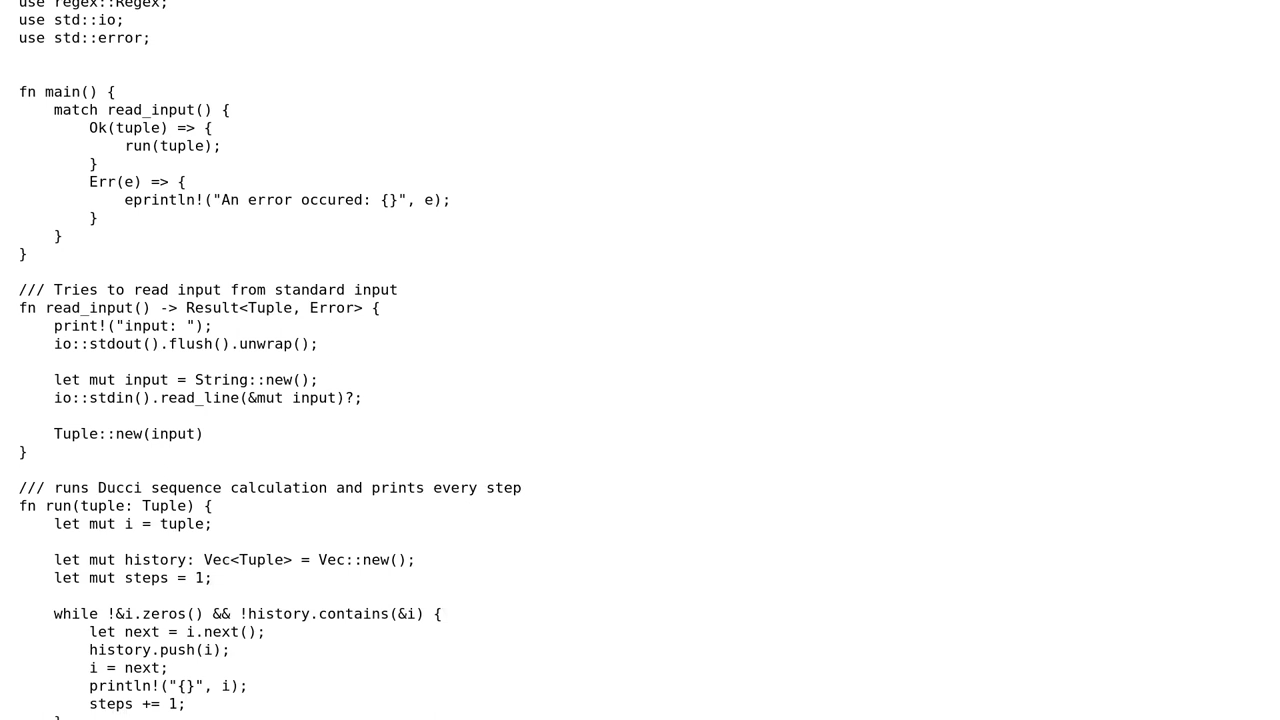 use regex::Regex;
use std::io;
use std::error;
fn main() {
    match read_input() {
        Ok(tuple) => {
            run(tuple);
        }
        Err(e) => {
            eprintln!("An error occured: {}", e);
        }
    }
}
/// Tries to read input from standard input
fn read_input() -> Result<Tuple, Error> {
    print!("input: ");
    io::stdout().flush().unwrap();
    let mut input = String::new();
    io::stdin().read_line(&mut input)?;
    Tuple::new(input)
}
/// runs Ducci sequence calculation and prints every step
fn run(tuple: Tuple) {
    let mut i = tuple;
    let mut history: Vec<Tuple> = Vec::new();
    let mut steps = 1;
    while !&i.zeros() && !history.contains(&i) {
        let next = i.next();
        history.push(i);
        i = next;
        println!("{}", i);
        steps += 1;
    }